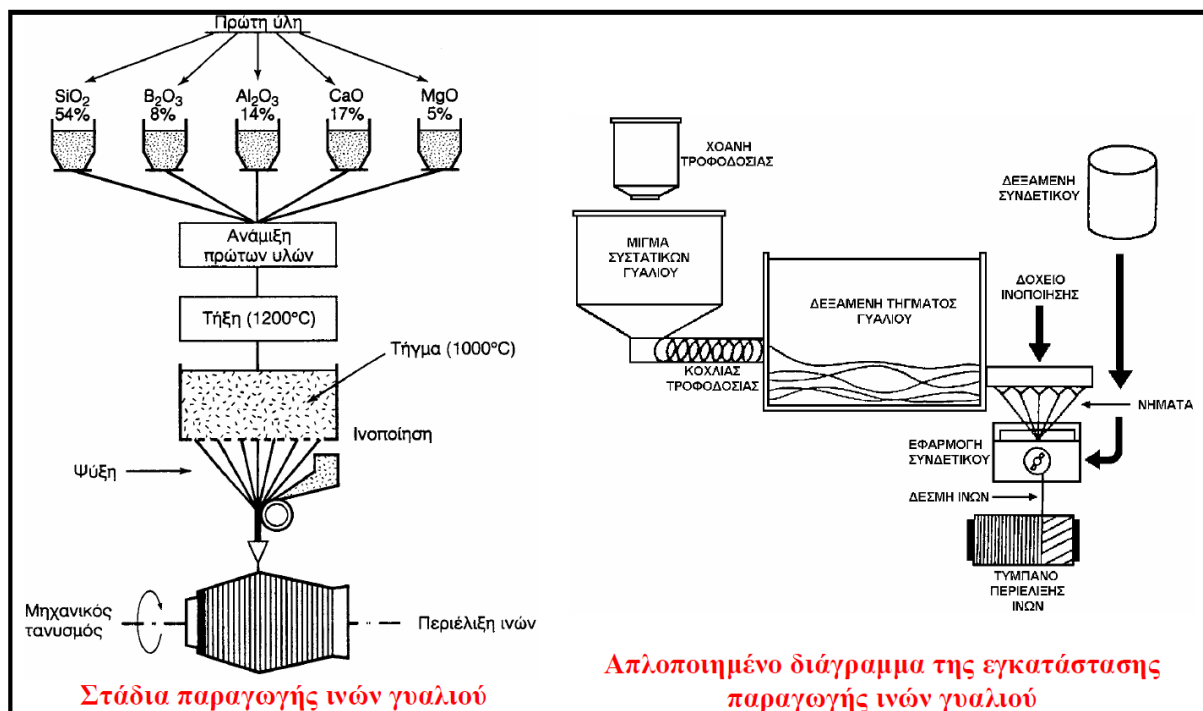 Πρώτη ύλη
SiO₂ B₂O₃ Al₂O₃ CaO MgO
54% 8% 14% 17% 5%
Ανάμιξη
πρώτων υλών
Τήξη (1200°C)
Τήγμα (1000°C)
Ινοποίηση
Ψύξη
Μηχανικός
τανυσμός
Περιέλιξη ινών
Στάδια παραγωγής ινών γυαλιού
ΧΟΑΝΗ
ΤΡΟΦΟΔΟΣΙΑΣ
ΔΕΞΑΜΕΝΗ
ΣΥΝΔΕΤΙΚΟΥ
ΜΙΓΜΑ
ΣΥΣΤΑΤΙΚΩΝ
ΓΥΑΛΙΟΥ
ΔΕΞΑΜΕΝΗ ΤΗΓΜΑΤΟΣ
ΓΥΑΛΙΟΥ
ΔΟΧΕΙΟ
ΙΝΟΠΟΙΗΣΗΣ
ΚΟΧΛΙΑΣ
ΤΡΟΦΟΔΟΣΙΑΣ
ΝΗΜΑΤΑ
ΕΦΑΡΜΟΓΗ
ΣΥΝΔΕΤΙΚΟΥ
ΔΕΣΜΗ ΙΝΩΝ
ΤΥΜΠΑΝΟ
ΠΕΡΙΕΛΙΞΗΣ
ΙΝΩΝ
Απλοποιημένο διάγραμμα της εγκατάστασης
παραγωγής ινών γυαλιού